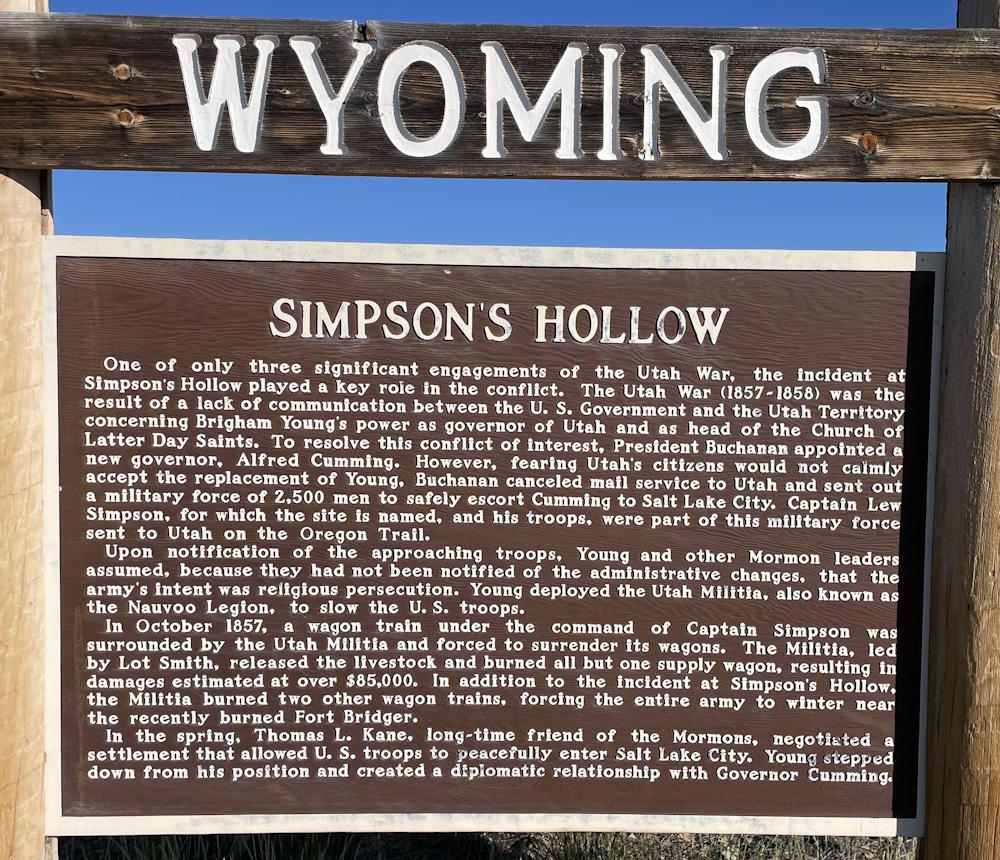 WYOMING
SIMPSON'S HOLLOW
One of only three significant engagements of the Utah War, the incident at
Simpson's Hollow played a key role in the conflict. The Utah War (1857-1858) was the
result of a lack of communication between the U. S. Government and the Utah Territory
concerning Brigham Young's power as governor of Utah and as head of the Church of
Latter Day Saints. To resolve this conflict of interest, President Buchanan appointed a
new governor, Alfred Cumming. However, fearing Utah's citizens would not calmly
accept the replacement of Young, Buchanan canceled mail service to Utah and sent out
a military force of 2,500 men to safely escort Cumming to Salt Lake City. Captain Lew
Simpson, for which the site is named, and his troops, were part of this military force
sent to Utah on the Oregon Trail.
Upon notification of the approaching troops, Young and other Mormon leaders
assumed, because they had not been notified of the administrative changes, that the
army's intent was religious persecution. Young deployed the Utah Militia, also known as
the Nauvoo Legion, to slow the U. S. troops.
In October 1857, a wagon train under the command of Captain Simpson was
surrounded by the Utah Militia and forced to surrender its wagons. The Militia, led
by Lot Smith, released the livestock and burned all but one supply wagon, resulting in
damages estimated at over $85,000. In addition to the incident at Simpson's Hollow,
the Militia burned two other wagon trains, forcing the entire army to winter near
the recently burned Fort Bridger.
In the spring, Thomas L. Kane, long-time friend of the Mormons, negotiated a
settlement that allowed U. S. troops to peacefully enter Salt Lake City. Young stepped
down from his position and created a diplomatic relationship with Governor Cumming.